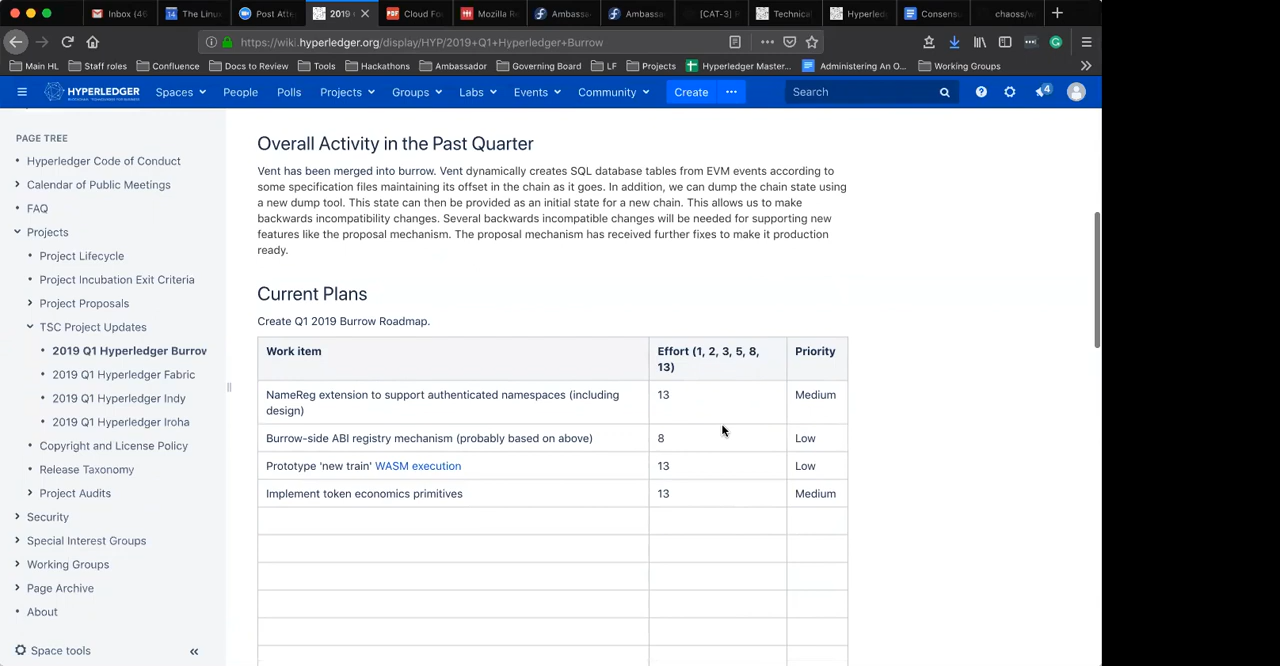 Inbox (46
The Linu
Post Atte
2019
Cloud Fo
Mozilla R
Ambassa
Ambassa
[CAT-3] R
Technical
Hyperled
Consens
chaoss/w
https://wiki.hyperledger.org/display/HYP/2019+Q1+Hyperledger+Burrow
Main HL
Staff roles
Confluence
Docs to Review
Tools
Hackathons
Ambassador
Governing Board
LF
Projects
Hyperledger Master...
Administering An O...
Working Groups
HYPERLEDGER
Spaces
People
Polls
Projects
Groups
Labs
Events
Community
Create
Search
4
PAGE TREE
Hyperledger Code of Conduct
Calendar of Public Meetings
FAQ
Projects
Project Lifecycle
Project Incubation Exit Criteria
Project Proposals
TSC Project Updates
2019 Q1 Hyperledger Burrow
2019 Q1 Hyperledger Fabric
2019 Q1 Hyperledger Indy
2019 Q1 Hyperledger Iroha
Copyright and License Policy
Release Taxonomy
Project Audits
Security
Special Interest Groups
Working Groups
Page Archive
About
Space tools
Overall Activity in the Past Quarter
Vent has been merged into burrow. Vent dynamically creates SQL database tables from EVM events according to
some specification files maintaining its offset in the chain as it goes. In addition, we can dump the chain state using
a new dump tool. This state can then be provided as an initial state for a new chain. This allows us to make
backwards incompatibility changes. Several backwards incompatible changes will be needed for supporting new
features like the proposal mechanism. The proposal mechanism has received further fixes to make it production
ready.
Current Plans
Create Q1 2019 Burrow Roadmap.
Work item
Effort (1, 2, 3, 5, 8,
13)
Priority
NameReg extension to support authenticated namespaces (including
design)
13
Medium
Burrow-side ABI registry mechanism (probably based on above)
8
Low
Prototype 'new train' WASM execution
13
Low
Implement token economics primitives
13
Medium